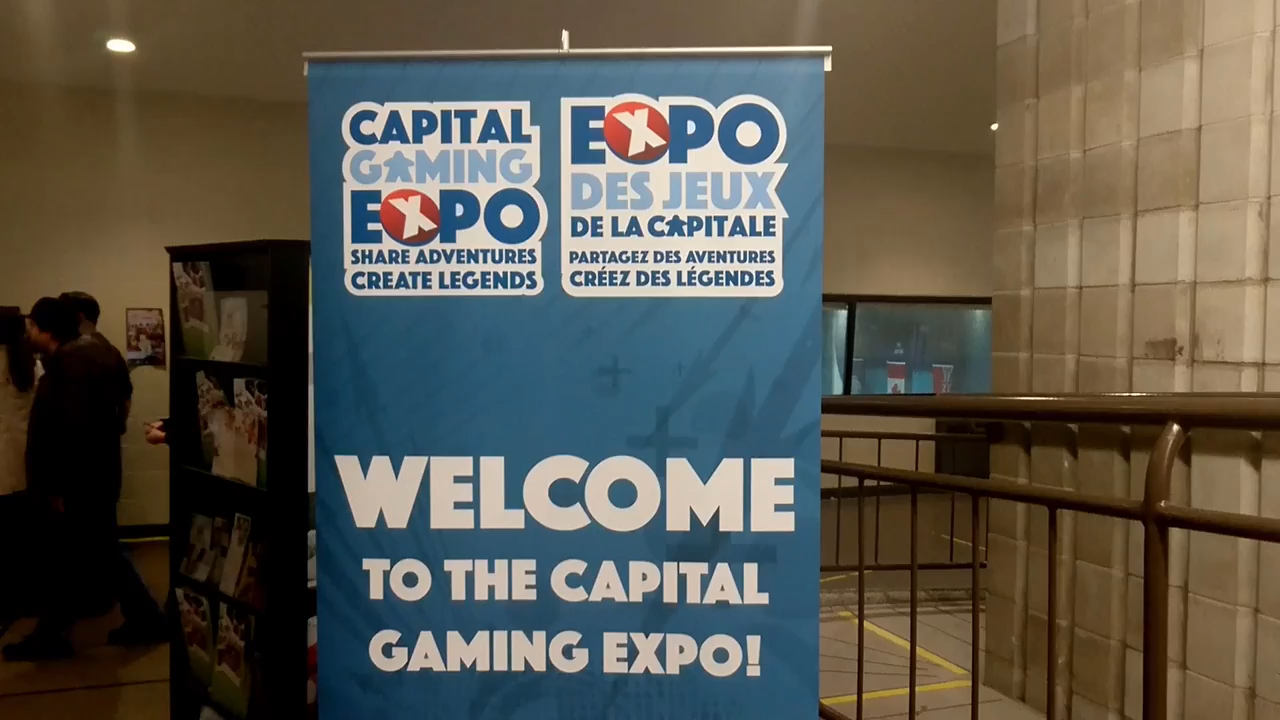 CAPITAL
GAMING
EXPO
SHARE ADVENTURES
CREATE LEGENDS
EXPO
DES JEUX
DE LA CAPITALE
PARTAGEZ DES AVENTURES
CRÉEZ DES LÉGENDES
WELCOME
TO THE CAPITAL
GAMING EXPO!